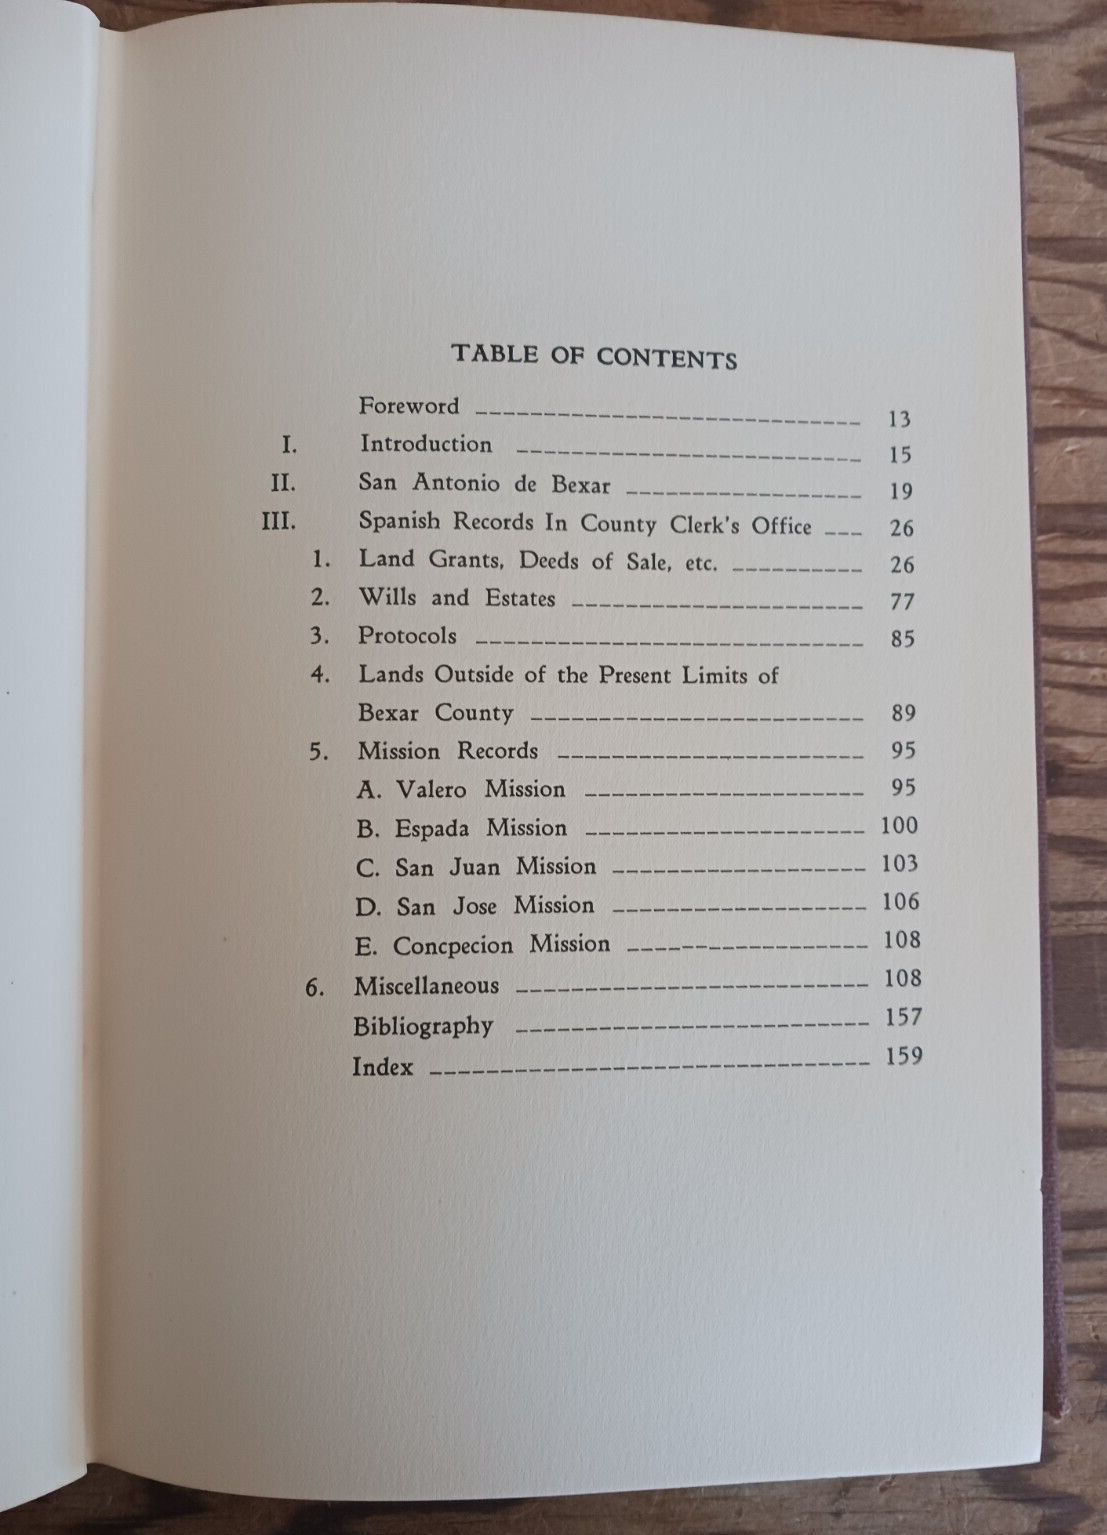 TABLE OF CONTENTS
Foreword 13
I. Introduction 15
II. San Antonio de Bexar 19
III. Spanish Records In County Clerk's Office 26
1. Land Grants, Deeds of Sale, etc. 26
2. Wills and Estates 77
3. Protocols 85
4. Lands Outside of the Present Limits of
Bexar County 89
5. Mission Records 95
A. Valero Mission 95
B. Espada Mission 100
C. San Juan Mission 103
D. San Jose Mission 106
E. Concpecion Mission 108
6. Miscellaneous 108
Bibliography 157
Index 159